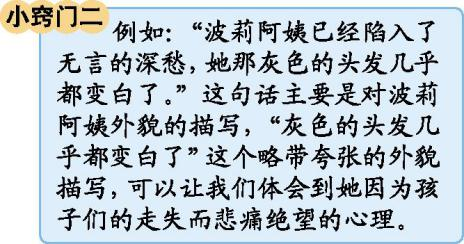 小窍门二
例如：“波莉阿姨已经陷入了
无言的深愁，她那灰色的头发几乎
都变白了。”这句话主要是对波莉
阿姨外貌的描写，“灰色的头发几
乎都变白了”这个略带夸张的外貌
描写，可以让我们体会到她因为孩
子们的走失而悲痛绝望的心理。